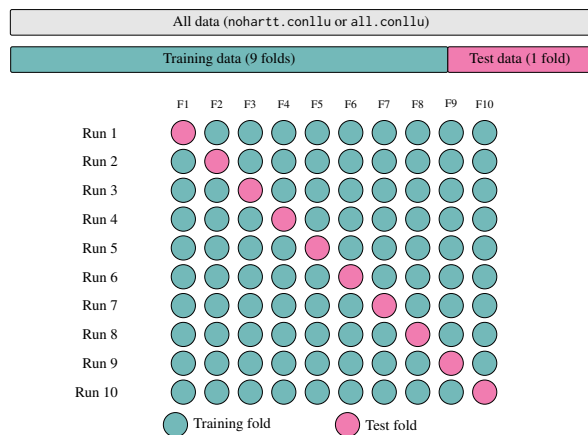 All data (nohartt.conllu or all.conllu)
Training data (9 folds) Test data (1 fold)
F1 F2 F3 F4 F5 F6 F7 F8 F9 F10
Run 1
Run 2
Run 3
Run 4
Run 5
Run 6
Run 7
Run 8
Run 9
Run 10
Training fold Test fold